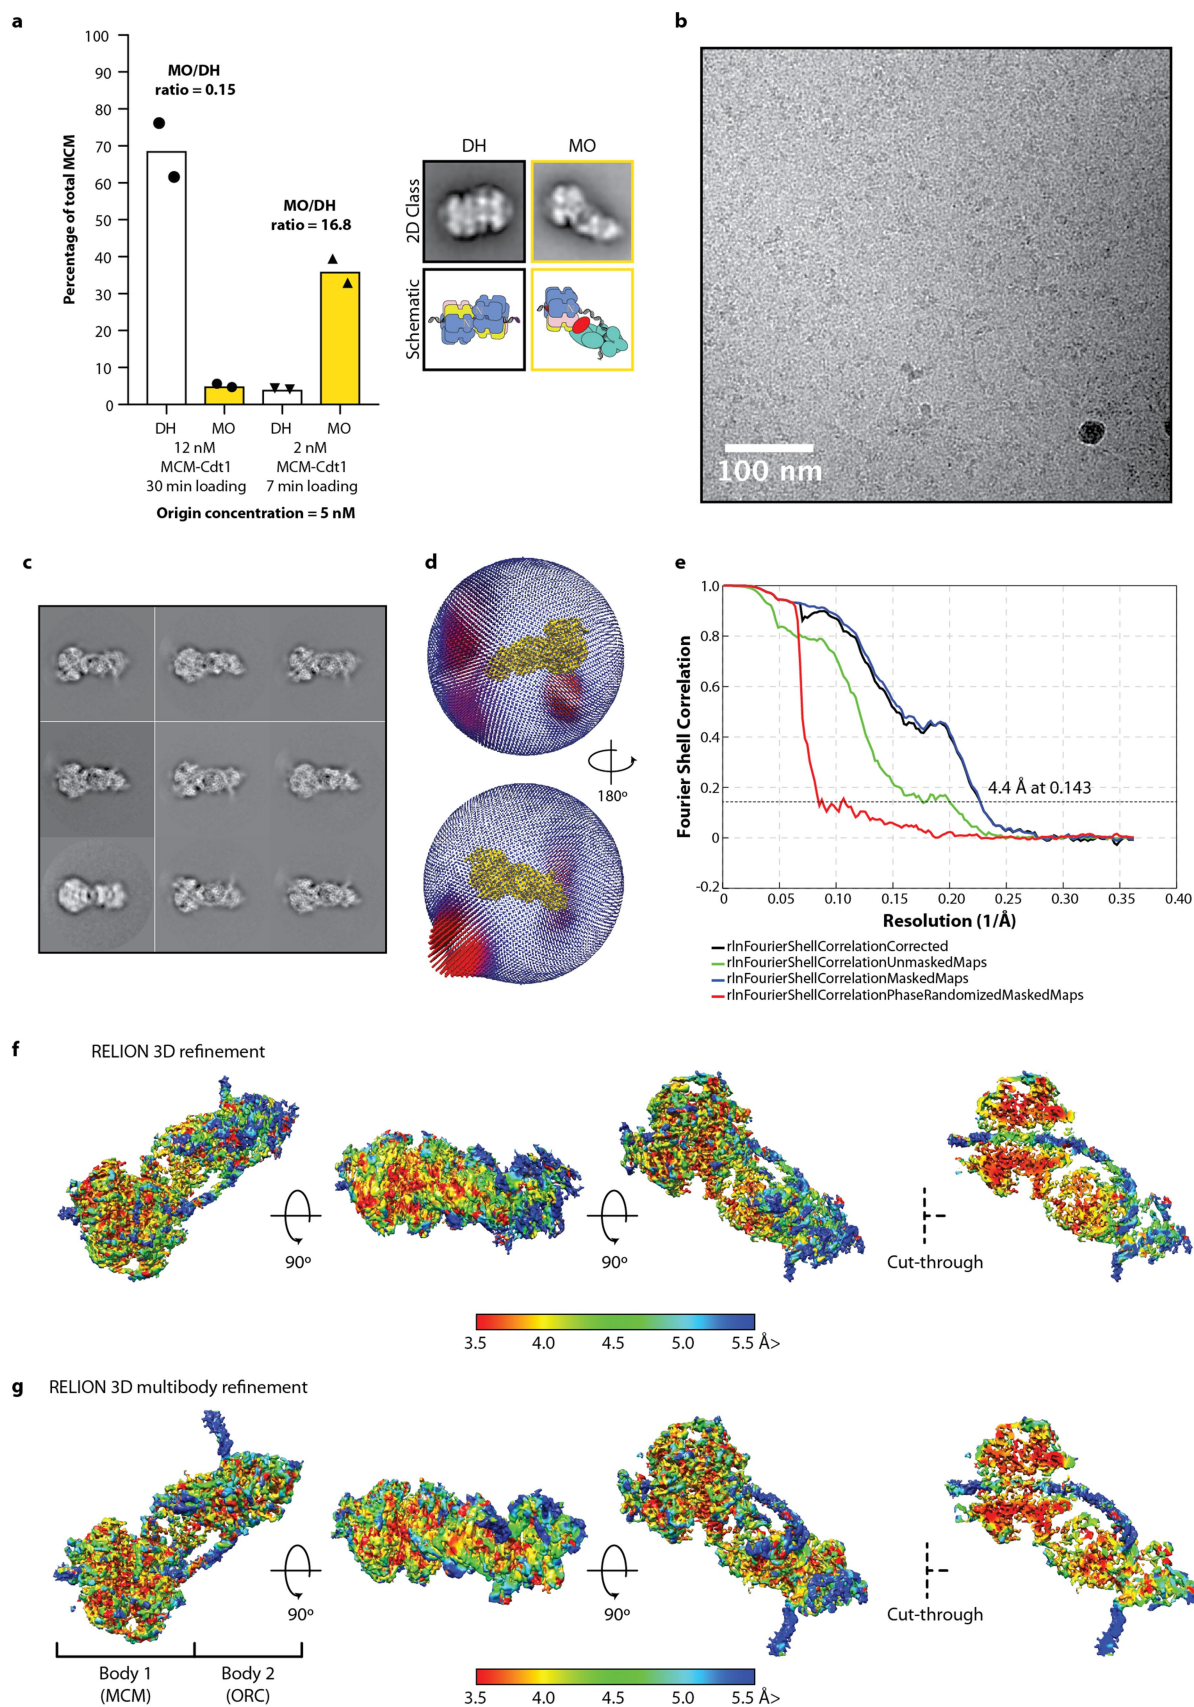 a
100
90
80
70
60
50
40
30
20
10
0
Percentage of total MCM
MO/DH
ratio = 0.15
MO/DH
ratio = 16.8
DH MO DH MO
12 nM
MCM-Cdt1
30 min loading
2 nM
MCM-Cdt1
7 min loading
Origin concentration = 5 nM
DH MO
2D Class
Schematic
b
100 nm
c
d
180º
e
1.0
0.8
0.6
0.4
0.2
0
-0.2
Fourier Shell Correlation
4.4 Å at 0.143
0 0.05 0.10 0.15 0.20 0.25 0.30 0.35 0.40
Resolution (1/Å)
rlnFourierShellCorrelationCorrected
rlnFourierShellCorrelationUnmaskedMaps
rlnFourierShellCorrelationMaskedMaps
rlnFourierShellCorrelationPhaseRandomizedMaskedMaps
f RELION 3D refinement
90º
90º
Cut-through
3.5 4.0 4.5 5.0 5.5 Å>
g RELION 3D multibody refinement
90º
90º
Cut-through
Body 1
(MCM)
Body 2
(ORC)
3.5 4.0 4.5 5.0 5.5 Å>